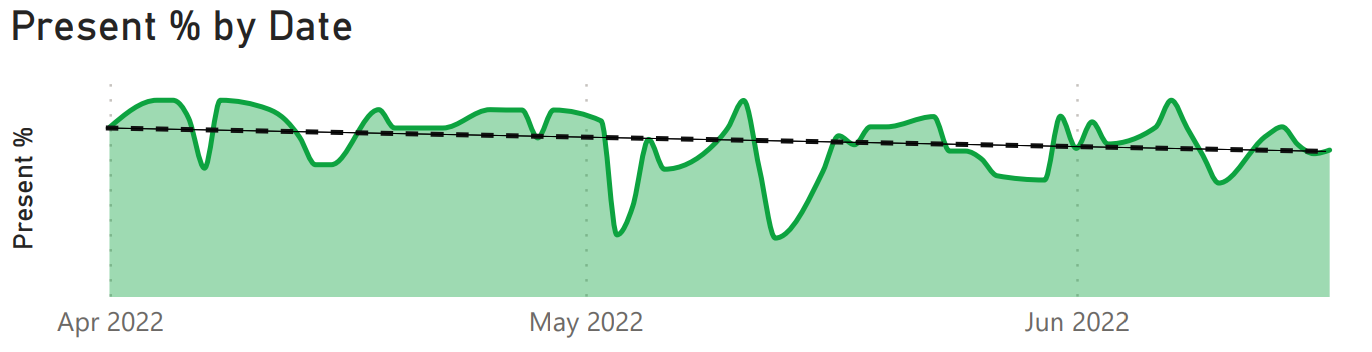 Present % by Date
Present %
Apr 2022
May 2022
Jun 2022